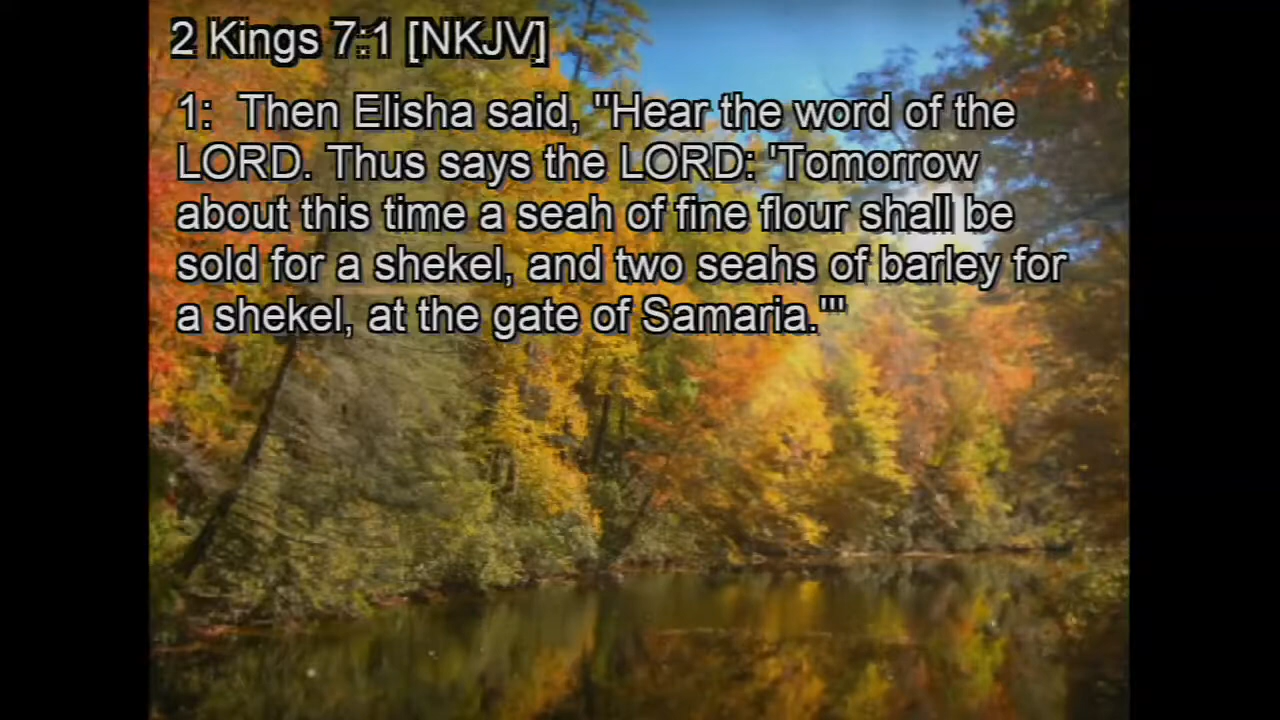 2 Kings 7:1 [NKJV]
1:  Then Elisha said, "Hear the word of the
LORD. Thus says the LORD: 'Tomorrow
about this time a seah of fine flour shall be
sold for a shekel, and two seahs of barley for
a shekel, at the gate of Samaria.'"